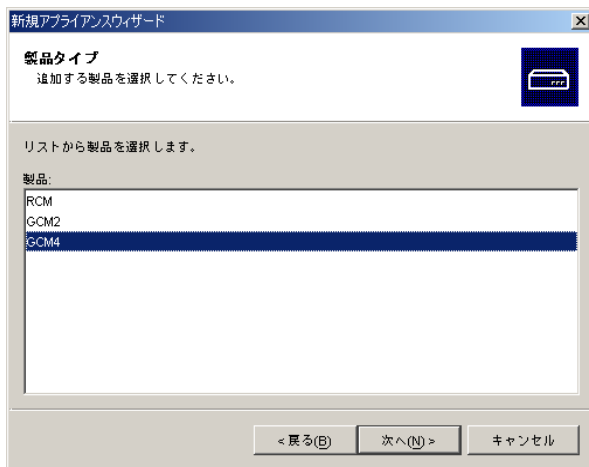 新規アプライアンスウィザード
製品タイプ
追加する製品を選択してください。
リストから製品を選択します。
製品:
RCM
GCM2
GCM4
<戻る(B) 次へ(N)> キャンセル